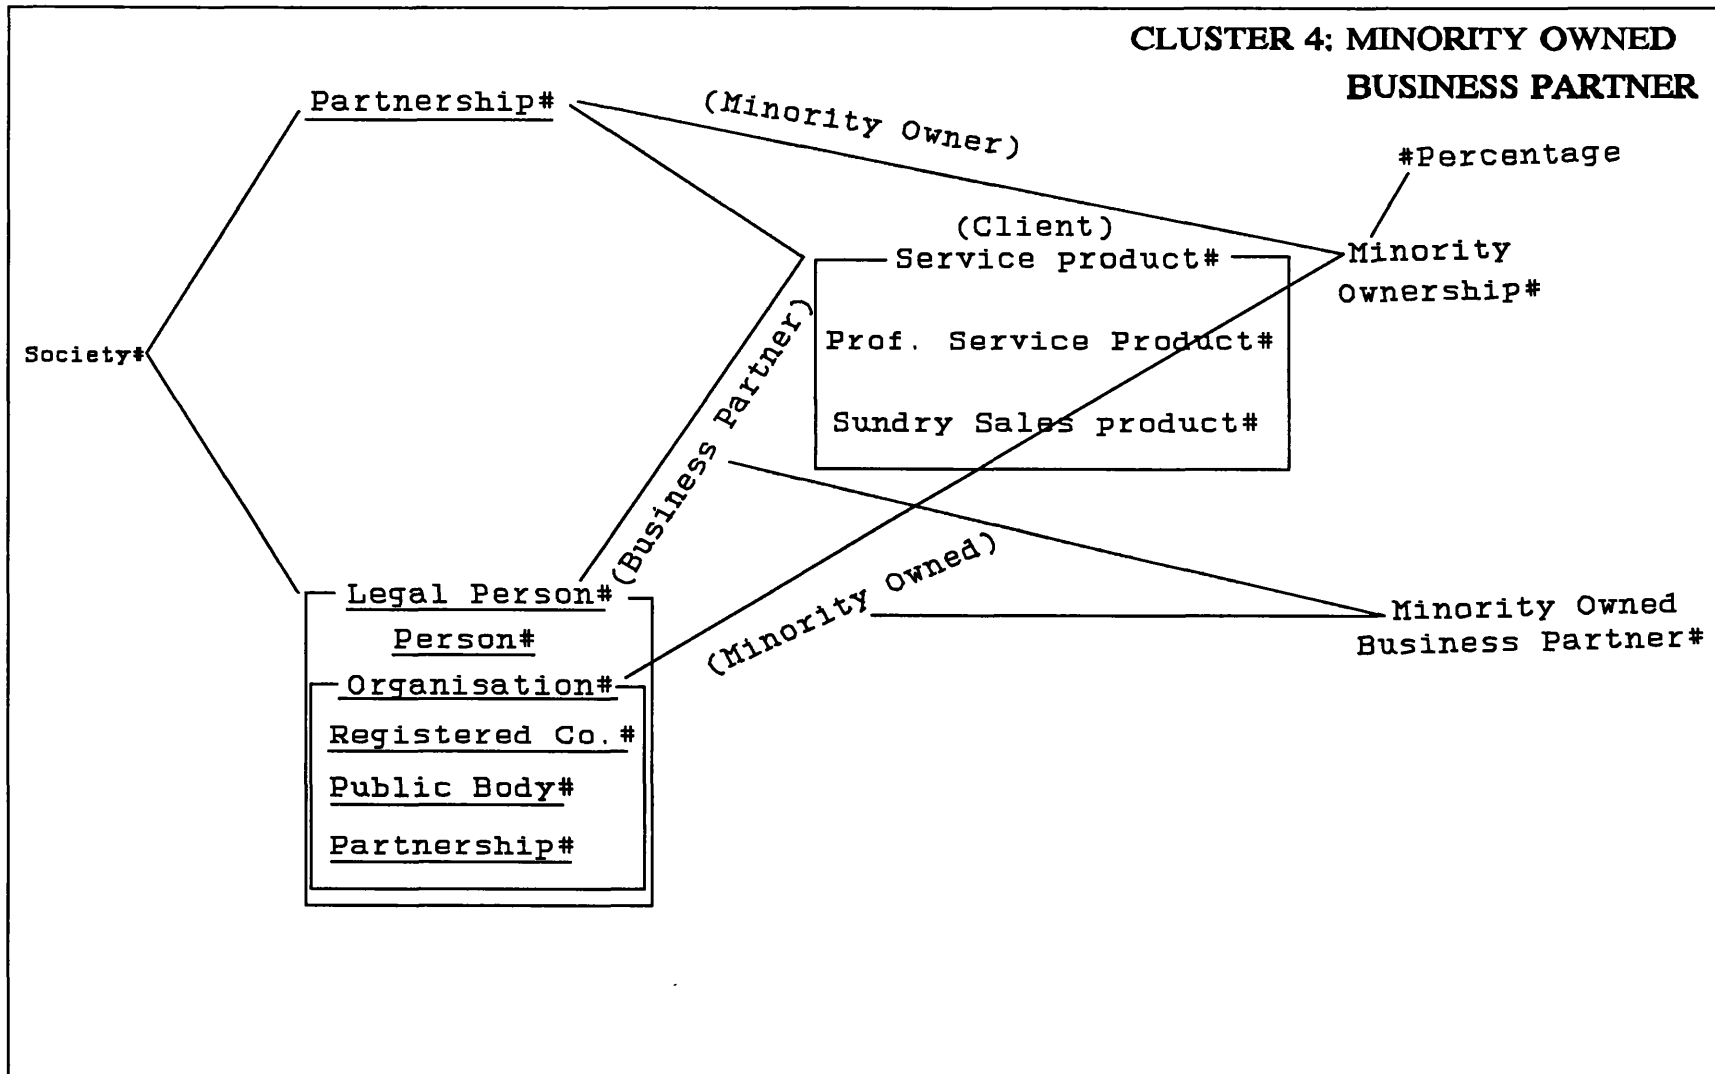 CLUSTER 4: MINORITY OWNED
BUSINESS PARTNER
Partnership#
(Minority Owner)
#Percentage
(Client)
Service product#
Minority
Ownership#
Prof. Service Product#
Society#
Sundry Sales product#
(Business Partner)
(Minority Owned)
Legal Person#
Person#
Minority Owned
Business Partner#
Organisation#
Registered Co.#
Public Body#
Partnership#